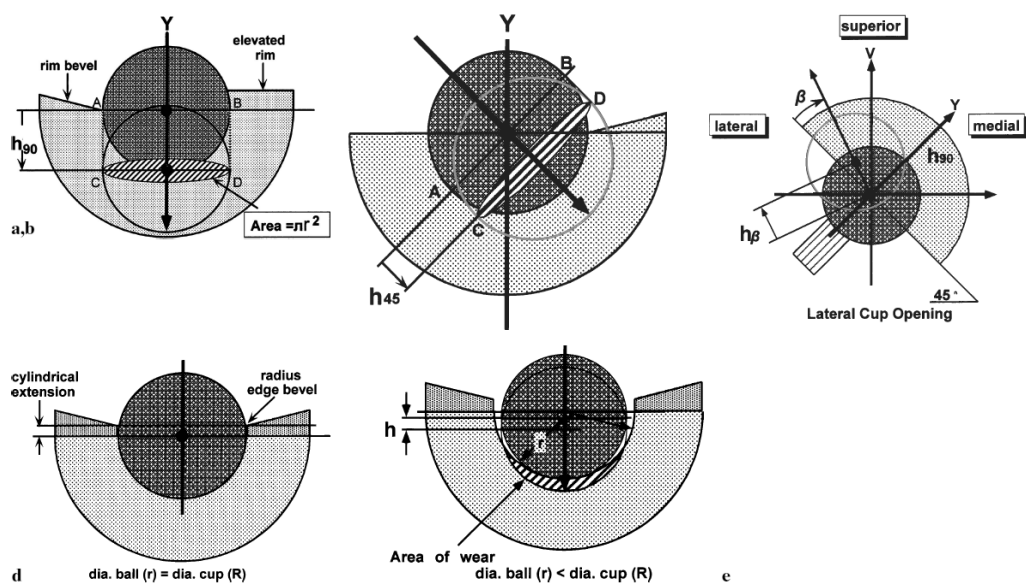 Y
elevated
rim
rim bevel
A
B
h90
C
D
Area =πr²
a,b
Y
B
D
A
C
h45
superior
V
β
Y
lateral
medial
h90
hβ
45°
Lateral Cup Opening
cylindrical
extension
radius
edge bevel
d
dia. ball (r) = dia. cup (R)
h
r
Area of wear
dia. ball (r) < dia. cup (R)
e